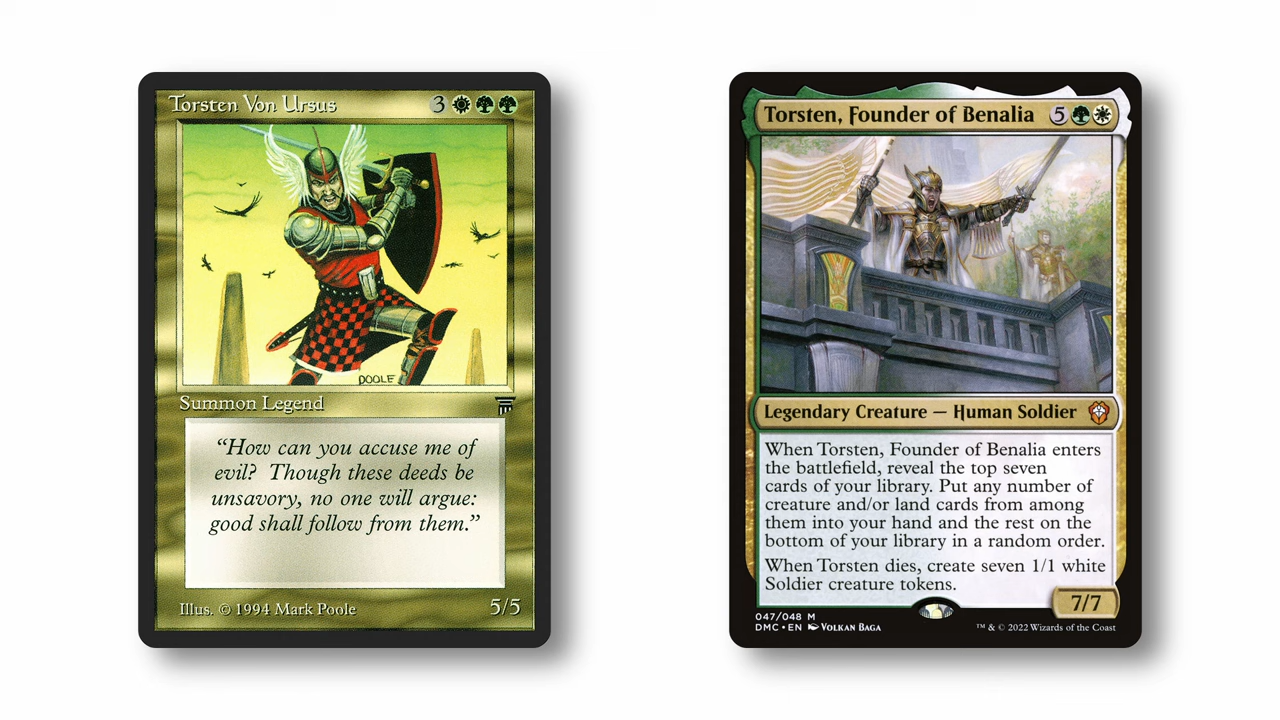 Torsten Von Ursus 3
DOOLE
Summon Legend
“How can you accuse me of
evil? Though these deeds be
unsavory, no one will argue:
good shall follow from them.”
Illus. © 1994 Mark Poole 5/5
Torsten, Founder of Benalia 5
Legendary Creature — Human Soldier
When Torsten, Founder of Benalia enters
the battlefield, reveal the top seven
cards of your library. Put any number of
creature and/or land cards from among
them into your hand and the rest on the
bottom of your library in a random order.
When Torsten dies, create seven 1/1 white
Soldier creature tokens.
7/7
047/048 M
DMC • EN Volkan Baga ™ & © 2022 Wizards of the Coast